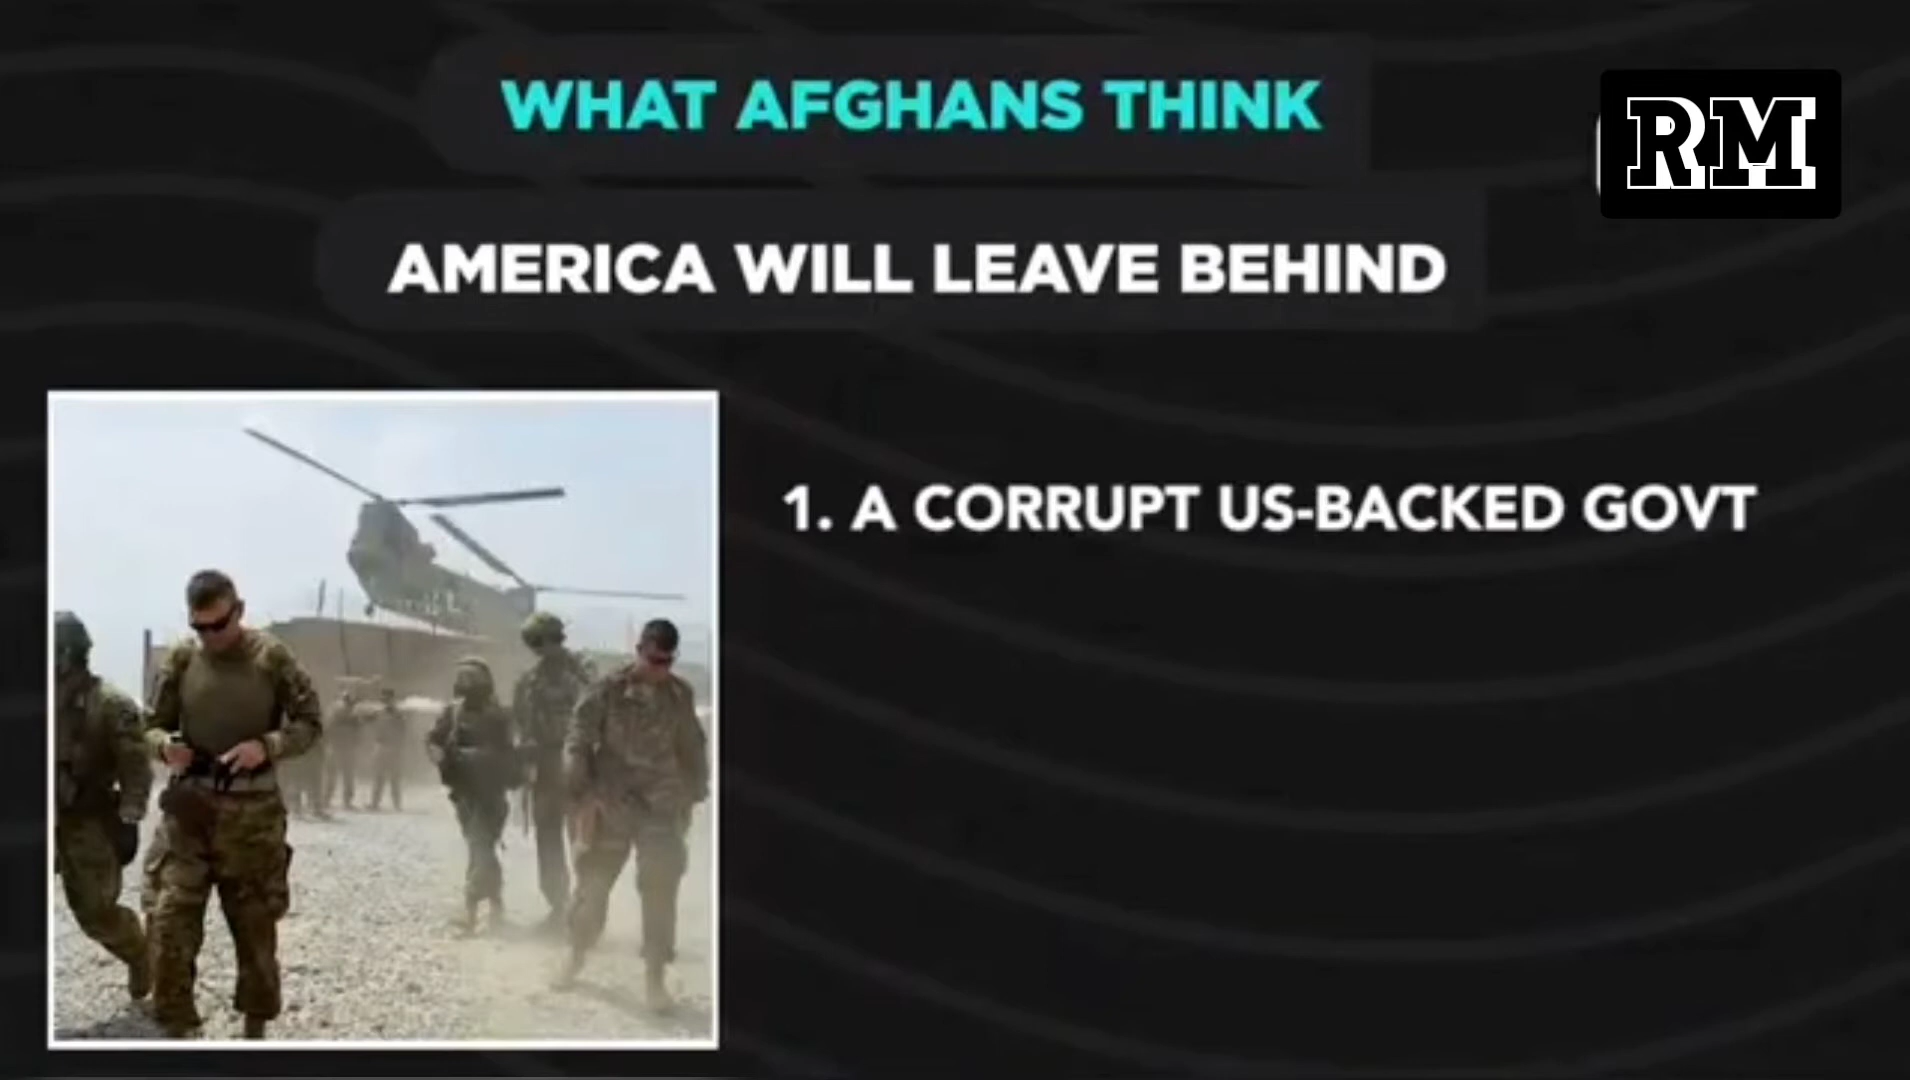 WHAT AFGHANS THINK
RM
AMERICA WILL LEAVE BEHIND
1. A CORRUPT US-BACKED GOVT